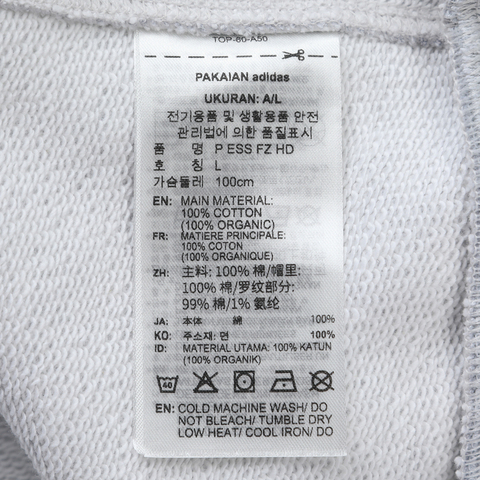 TOP-60-A50
PAKAIAN adidas
UKURAN: A/L
전기용품 및 생활용품 안전
관리법에 의한 품질표시
품 명 P ESS FZ HD
호 칭 L
가슴둘레 100cm
EN: MAIN MATERIAL:
100% COTTON
(100% ORGANIC)
FR: MATIERE PRINCIPALE:
100% COTON
(100% ORGANIQUE)
ZH: 主料: 100% 棉/帽里:
100% 棉/罗纹部分:
99% 棉/1% 氨纶
JA: 本体 綿 100%
KO: 주소재: 면 100%
ID: MATERIAL UTAMA: 100% KATUN
(100% ORGANIK)
40
EN: COLD MACHINE WASH/ DO
NOT BLEACH/ TUMBLE DRY
LOW HEAT/ COOL IRON/ DO